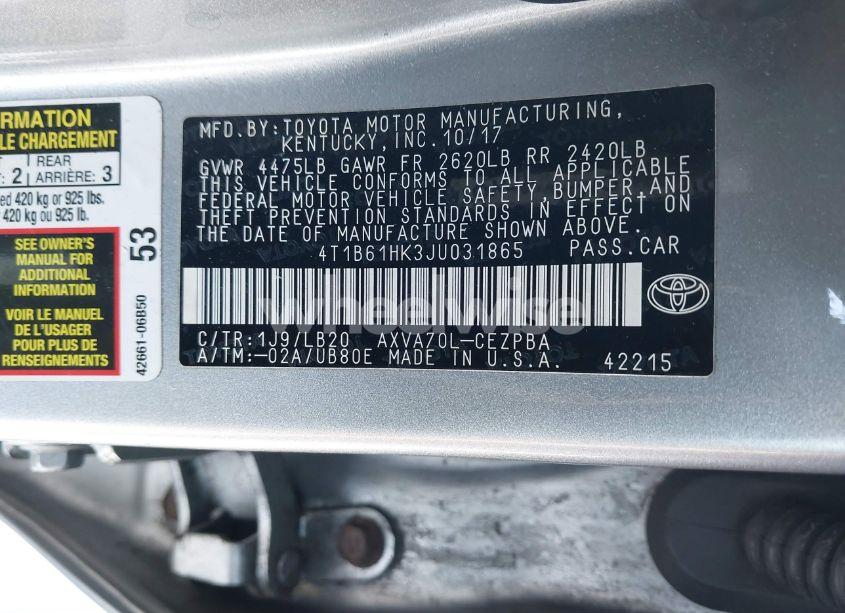 RMATION
LE CHARGEMENT
REAR
: 2 ARRIÈRE: 3
ed 420 kg or 925 lbs.
r 420 kg ou 925 lb.
SEE OWNER'S
MANUAL FOR
ADDITIONAL
INFORMATION
VOIR LE MANUEL
DE L'USAGER
POUR PLUS DE
RENSEIGNEMENTS
53
42661-06B50
MFD.BY:TOYOTA MOTOR MANUFACTURING,
KENTUCKY,INC.10/17
GVWR 4475LB GAWR FR 2620LB RR 2420LB
THIS VEHICLE CONFORMS TO ALL APPLICABLE
FEDERAL MOTOR VEHICLE SAFETY,BUMPER,AND
THEFT PREVENTION STANDARDS IN EFFECT ON
THE DATE OF MANUFACTURE SHOWN ABOVE.
4T1B61HK3JU031865 PASS.CAR
wheelwise
C/TR:1J9/LB20 AXVA70L-CEZPBA
A/TM:-02A/UB80E MADE IN U.S.A. 42215